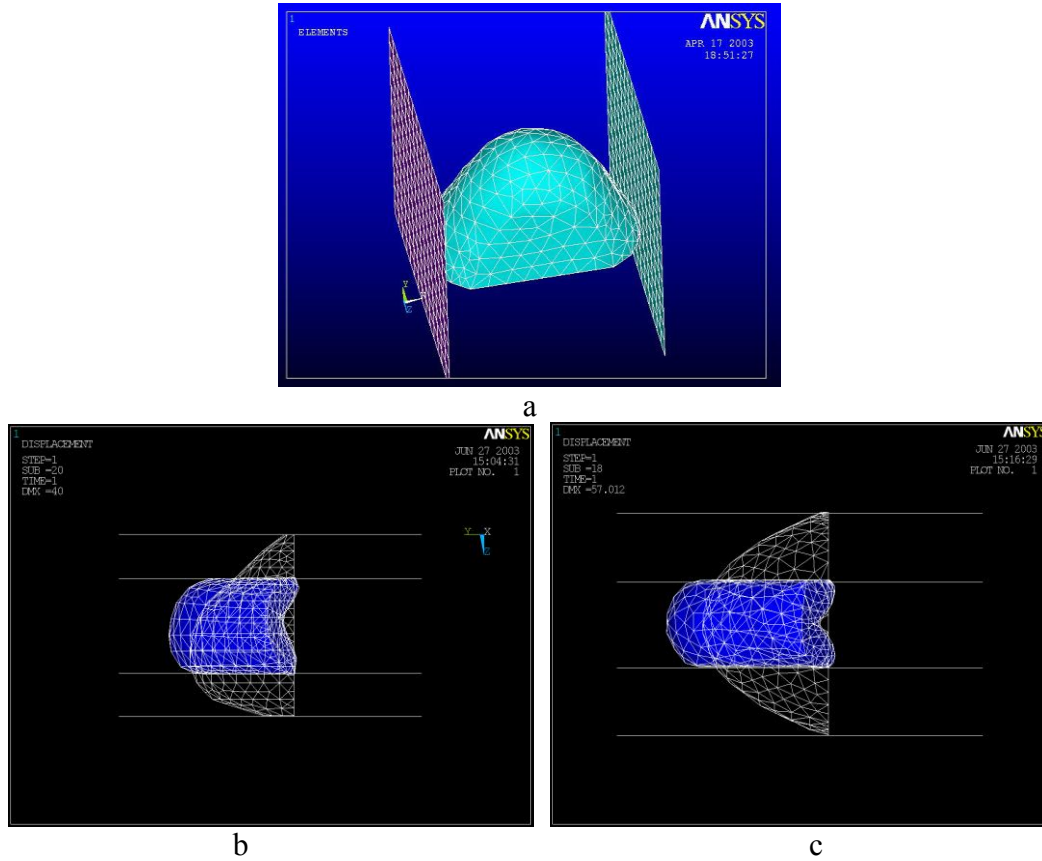 1
ANSYS
ELEMENTS
APR 17 2003
18:51:27
Y
Z
a
1
ANSYS
DISPLACEMENT
JUN 27 2003
STEP=1
15:04:31
SUB =20
PLOT NO. 1
TIME=1
DMX =40
Y X
Z
b
1
ANSYS
DISPLACEMENT
JUN 27 2003
STEP=1
15:16:29
SUB =18
PLOT NO. 1
TIME=1
DMX =57.012
c